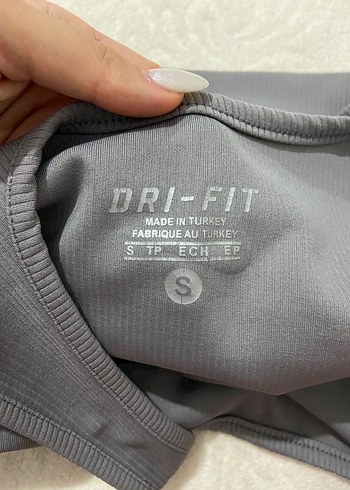 DRI-FIT
MADE IN TURKEY
FABRIQUE AU TURKEY
S TP ECH EP
S